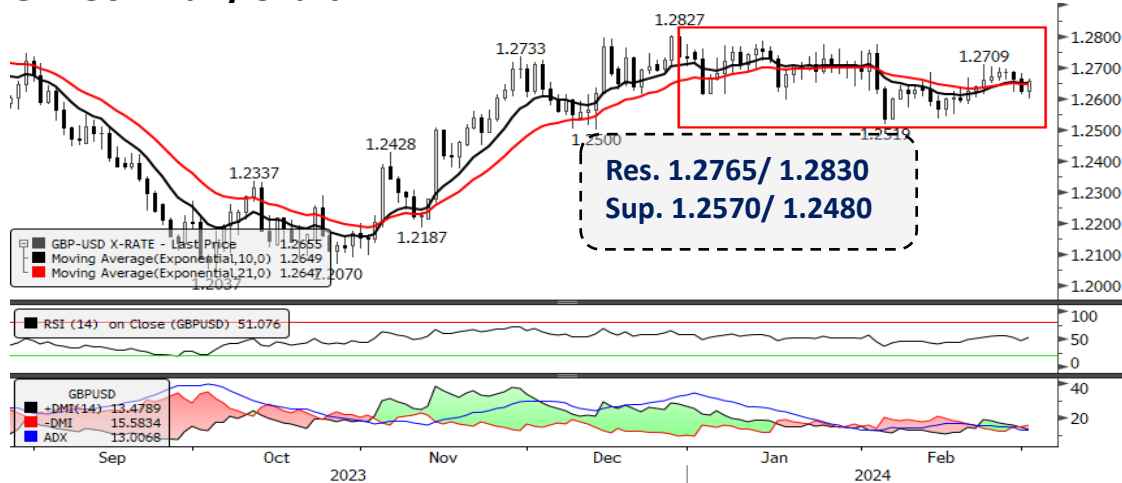 1.2827
1.2800
1.2733
1.2709
1.2700
1.2600
1.2500
1.2500
1.2519
1.2428
1.2400
Res. 1.2765/ 1.2830
Sup. 1.2570/ 1.2480
1.2337
1.2300
1.2187
1.2200
GBP-USD X-RATE - Last Price 1.2655
Moving Average(Exponential,10,0) 1.2649
Moving Average(Exponential,21,0) 1.2647
1.2070
1.2100
1.2037
1.2000
RSI (14) on Close (GBPUSD) 51.076
100
50
0
GBPUSD
+DMI(14) 13.4789
-DMI 15.5834
ADX 13.0068
40
20
Sep Oct Nov Dec Jan Feb
2023 2024